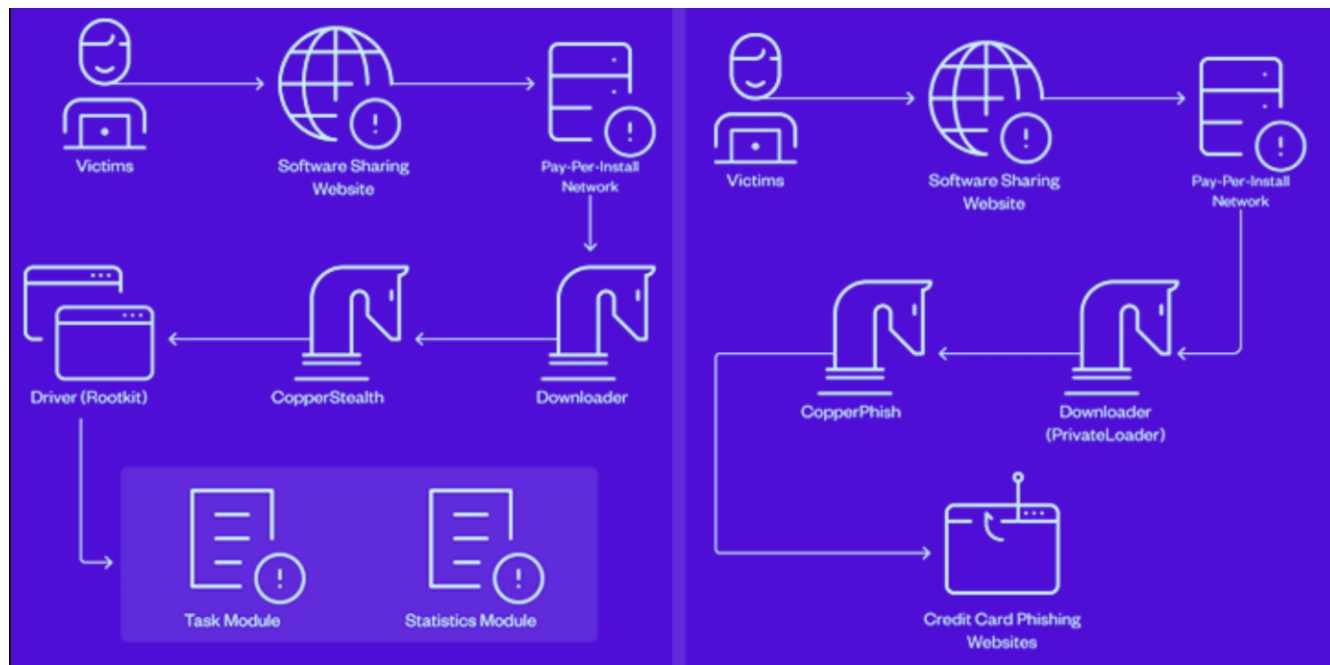 Victims
Software Sharing
Website
Pay-Per-Install
Network
Driver (Rootkit)
CopperStealth
Downloader
Task Module
Statistics Module
Victims
Software Sharing
Website
Pay-Per-Install
Network
CopperPhish
Downloader
(PrivateLoader)
Credit Card Phishing
Websites